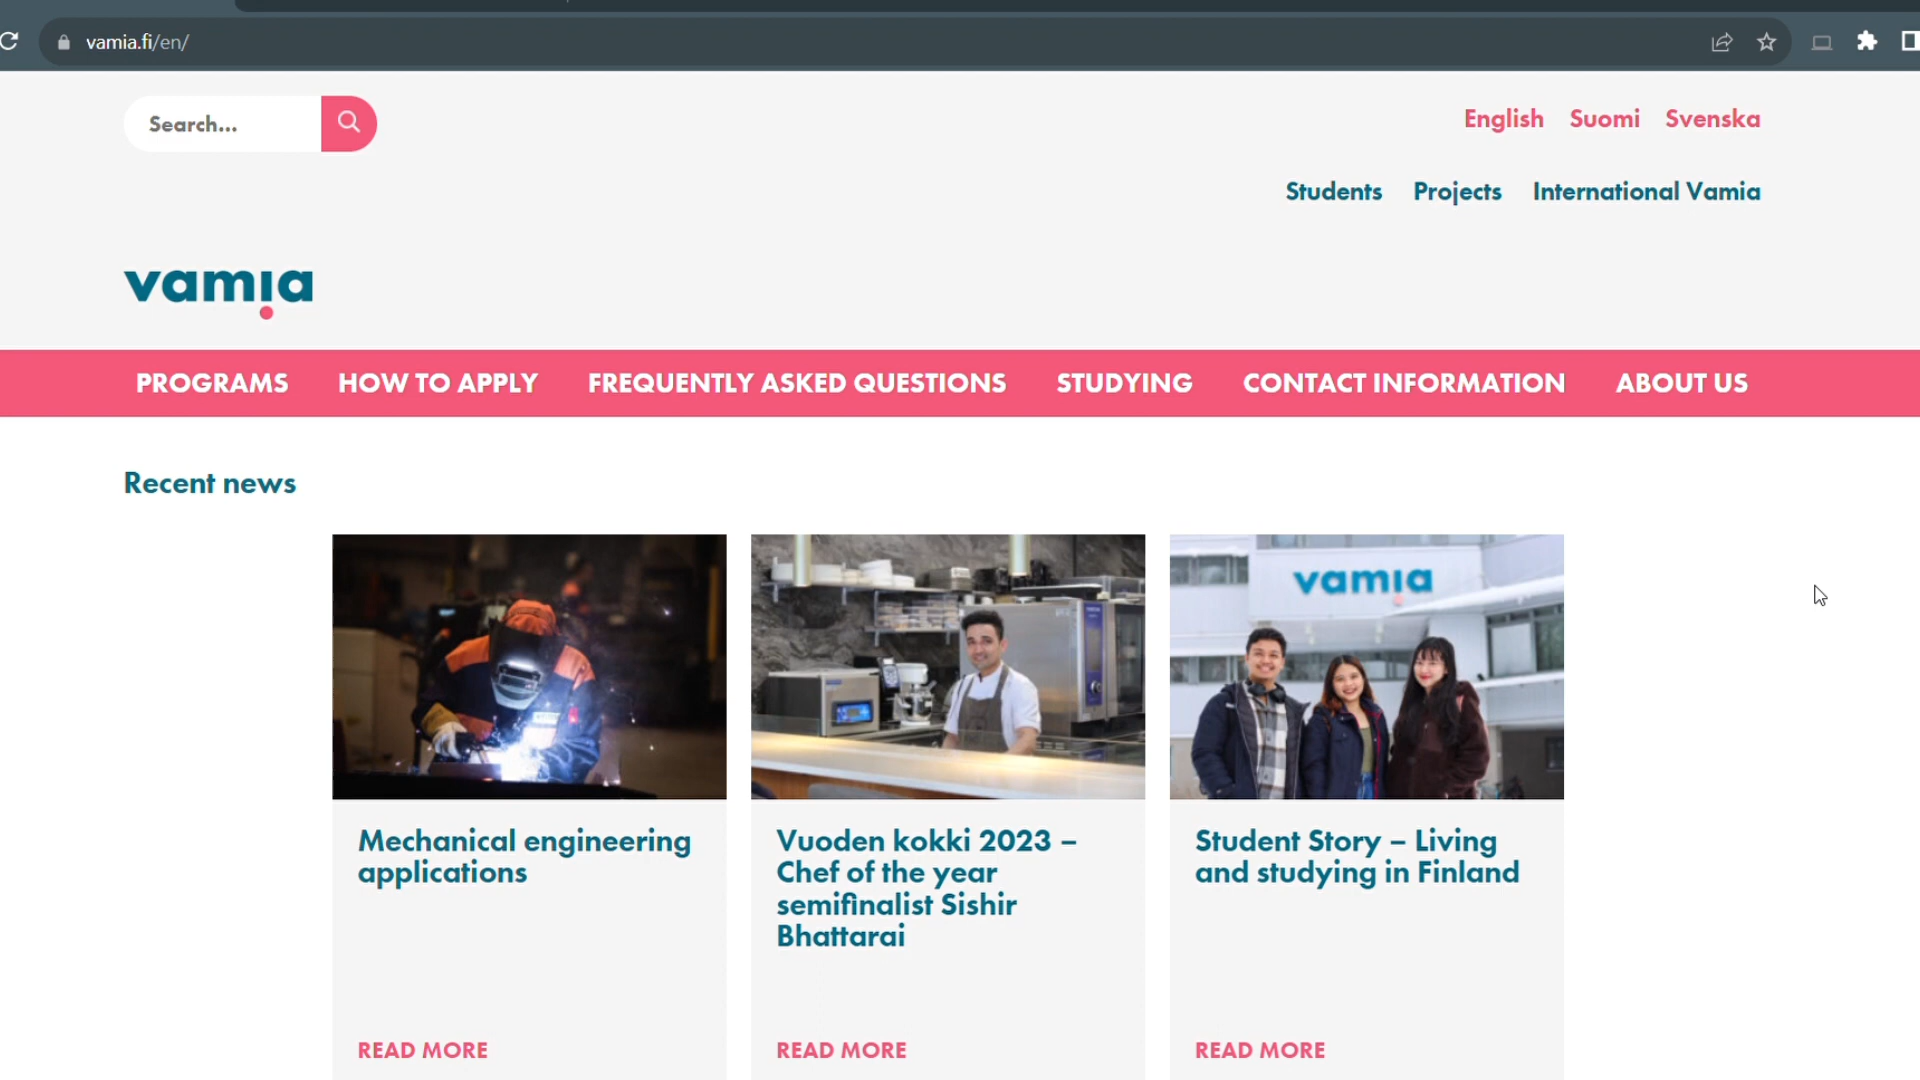 vamia.fi/en/
Search...
English Suomi Svenska
Students Projects International Vamia
vamia
PROGRAMS HOW TO APPLY FREQUENTLY ASKED QUESTIONS STUDYING CONTACT INFORMATION ABOUT US
Recent news
vamia
Mechanical engineering
applications
Vuoden kokki 2023 –
Chef of the year
semifinalist Sishir
Bhattarai
Student Story – Living
and studying in Finland
READ MORE
READ MORE
READ MORE